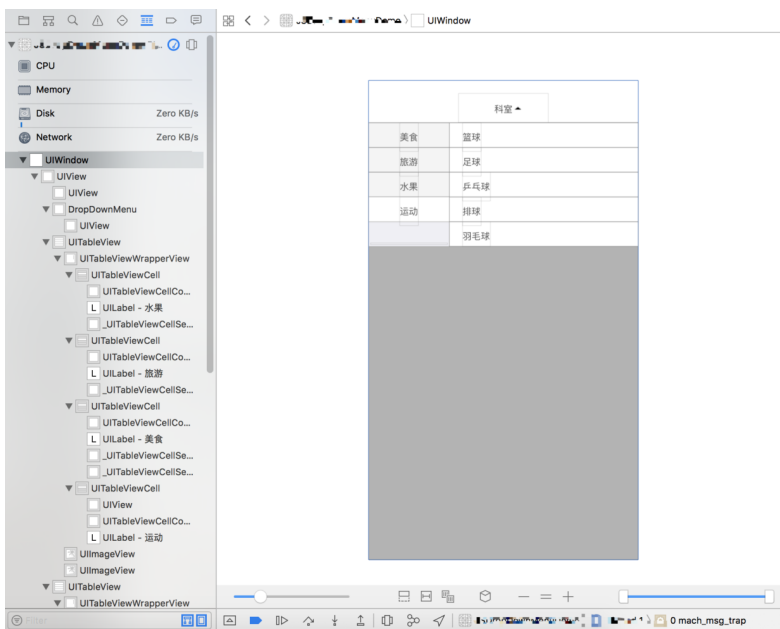 UIWindow
CPU
Memory
Disk Zero KB/s
Network Zero KB/s
UIWindow
UIView
UIView
DropDownMenu
UIView
UITableView
UITableViewWrapperView
UITableViewCell
UITableViewCellCo...
L UILabel - 水果
_UITableViewCellSe...
UITableViewCell
UITableViewCellCo...
L UILabel - 旅游
_UITableViewCellSe...
UITableViewCell
UITableViewCellCo...
L UILabel - 美食
_UITableViewCellSe...
_UITableViewCellSe...
UITableViewCell
UIView
UITableViewCellCo...
L UILabel - 运动
UIImageView
UIImageView
UITableView
UITableViewWrapperView
Filter
科室
美食 篮球
旅游 足球
水果 乒乓球
运动 排球
羽毛球
0 mach_msg_trap